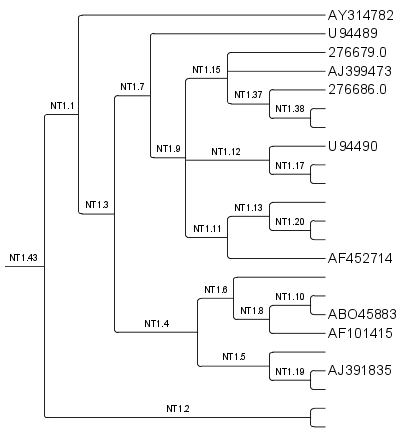 AY314782
U94489
276679.0
NT1.7
NT1.15
AJ399473
276686.0
NT1.37
NT1.1
NT1.38
U94490
NT1.9
NT1.12
NT1.17
NT1.3
NT1.13
NT1.20
NT1.11
AF452714
NT1.43
NT1.6
NT1.10
NT1.8
ABO45883
NT1.4
AF101415
NT1.5
AJ391835
NT1.19
NT1.2